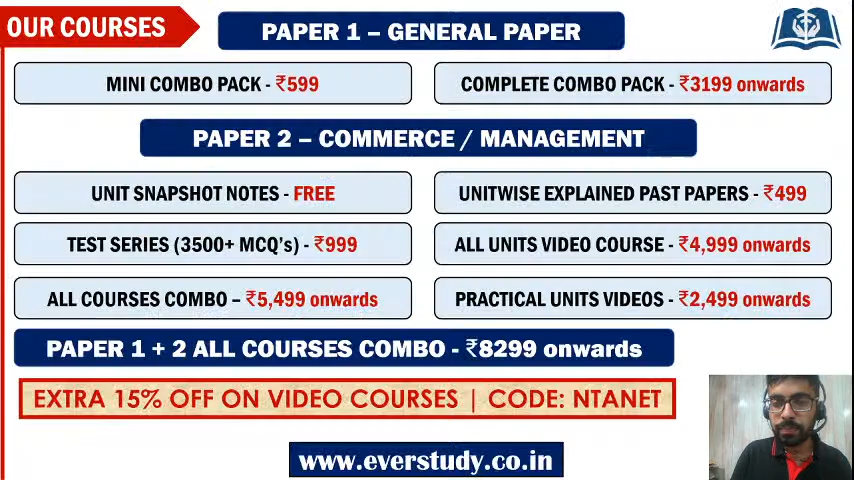 OUR COURSES
PAPER 1 – GENERAL PAPER
MINI COMBO PACK - ₹599
COMPLETE COMBO PACK - ₹3199 onwards
PAPER 2 – COMMERCE / MANAGEMENT
UNIT SNAPSHOT NOTES - FREE
UNITWISE EXPLAINED PAST PAPERS - ₹499
TEST SERIES (3500+ MCQ's) - ₹999
ALL UNITS VIDEO COURSE - ₹4,999 onwards
ALL COURSES COMBO – ₹5,499 onwards
PRACTICAL UNITS VIDEOS - ₹2,499 onwards
PAPER 1 + 2 ALL COURSES COMBO - ₹8299 onwards
EXTRA 15% OFF ON VIDEO COURSES | CODE: NTANET
www.everstudy.co.in